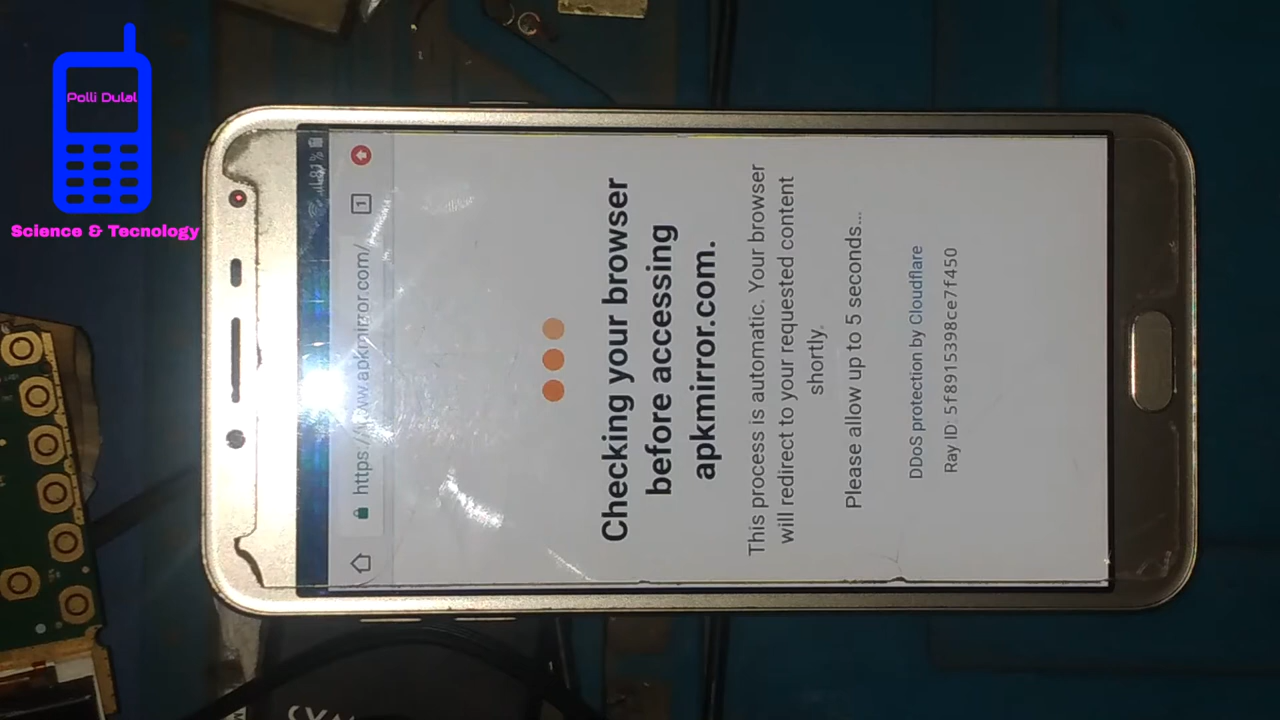 Polli Dulal
Science & Tecnology
81%
1
https://www.apkmirror.com/
Checking your browser
before accessing
apkmirror.com.
This process is automatic. Your browser
will redirect to your requested content
shortly.
Please allow up to 5 seconds...
DDoS protection by Cloudflare
Ray ID: 5f8915398ce7f450